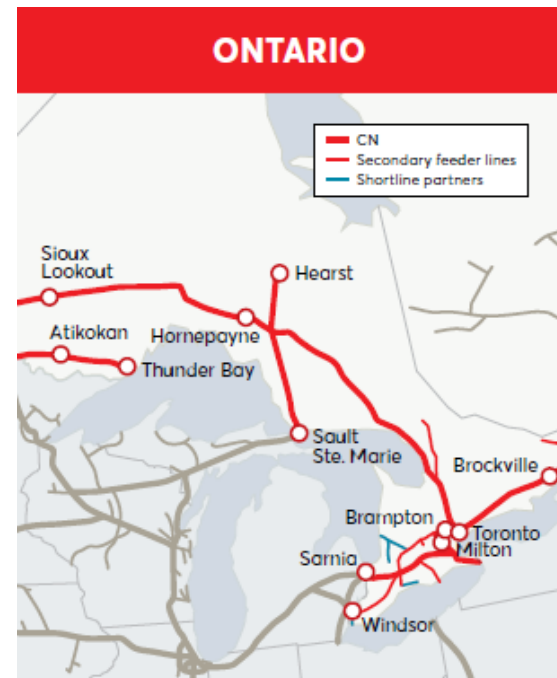 ONTARIO
CN
Secondary feeder lines
Shortline partners
Sioux
Lookout
Hearst
Atikokan
Hornepayne
Thunder Bay
Sault
Ste. Marie
Brockville
Brampton
Toronto
Milton
Sarnia
Windsor